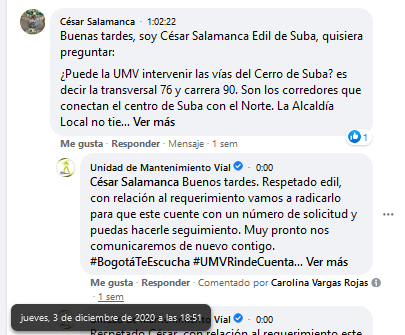 César Salamanca · 1:02:22
Buenas tardes, soy César Salamanca Edil de Suba, quisiera
preguntar:
¿Puede la UMV intervenir las vías del Cerro de Suba? es
decir la transversal 76 y carrera 90. Son los corredores que
conectan el centro de Suba con el Norte. La Alcaldía
Local no tie... Ver más
1
Me gusta · Responder · Mensaje · 1 sem
Unidad de Mantenimiento Vial · 0:00
César Salamanca Buenos tardes. Respetado edil,
con relación al requerimiento vamos a radicarlo
para que este cuente con un número de solicitud y
puedas hacerle seguimiento. Muy pronto nos
comunicaremos de nuevo contigo.
#BogotáTeEscucha #UMVRindeCuenta... Ver más
Me gusta · Responder · Comentado por Carolina Vargas Rojas
· 1 sem
jueves, 3 de diciembre de 2020 a las 18:51
0:00
Respetado César, con relación al requerimiento este